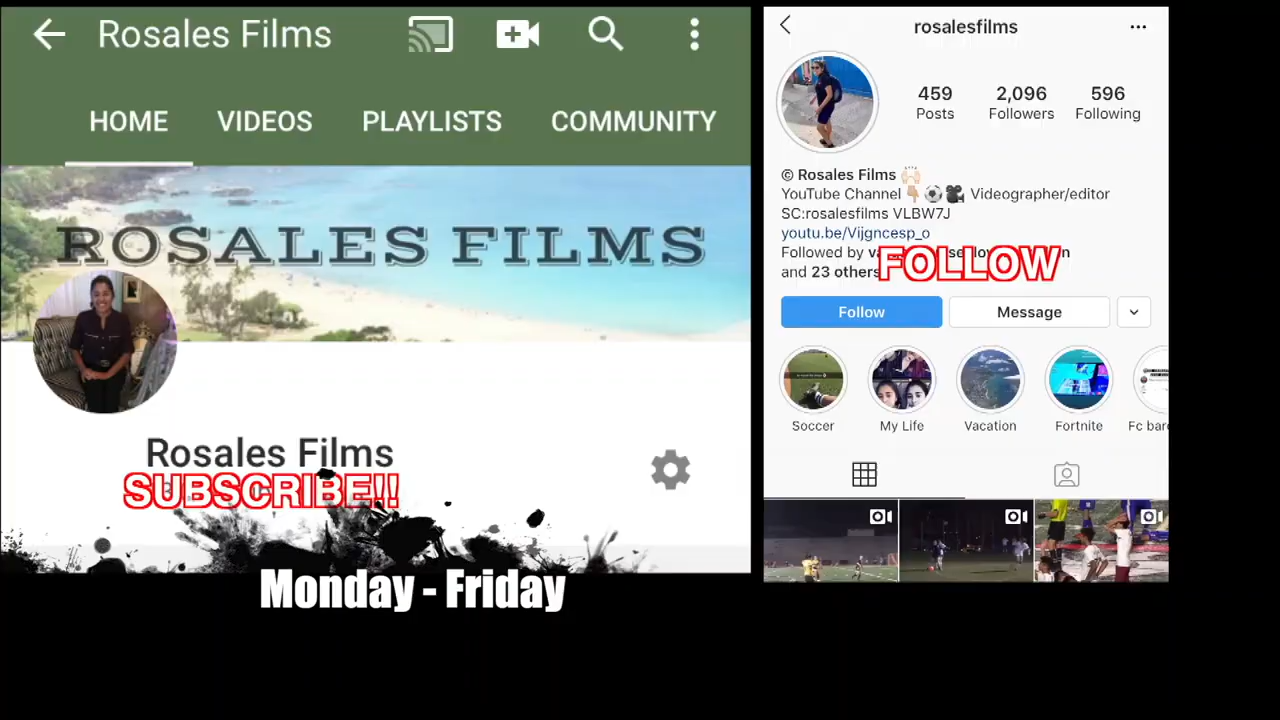 Rosales Films
HOME VIDEOS PLAYLISTS COMMUNITY
ROSALES FILMS
Rosales Films
SUBSCRIBE!!
Monday - Friday
rosalesfilms
459 2,096 596
Posts Followers Following
© Rosales Films 🙌🏻
YouTube Channel 👇🏼⚽🎥 Videographer/editor
SC:rosalesfilms VLBW7J
youtu.be/Vijgncesp_o
Followed by
and 23 others
FOLLOW
Follow Message
Soccer My Life Vacation Fortnite Fc barc